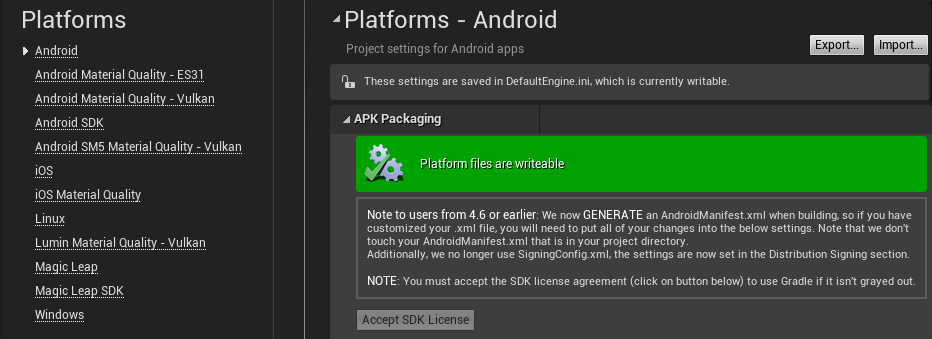 Platforms
Android
Android Material Quality - ES31
Android Material Quality - Vulkan
Android SDK
Android SM5 Material Quality - Vulkan
iOS
iOS Material Quality
Linux
Lumin Material Quality - Vulkan
Magic Leap
Magic Leap SDK
Windows
Platforms - Android
Project settings for Android apps
Export...
Import...
These settings are saved in DefaultEngine.ini, which is currently writable.
APK Packaging
Platform files are writeable
Note to users from 4.6 or earlier: We now GENERATE an AndroidManifest.xml when building, so if you have
customized your .xml file, you will need to put all of your changes into the below settings. Note that we don't
touch your AndroidManifest.xml that is in your project directory.
Additionally, we no longer use SigningConfig.xml, the settings are now set in the Distribution Signing section.
NOTE: You must accept the SDK license agreement (click on button below) to use Gradle if it isn't grayed out.
Accept SDK License